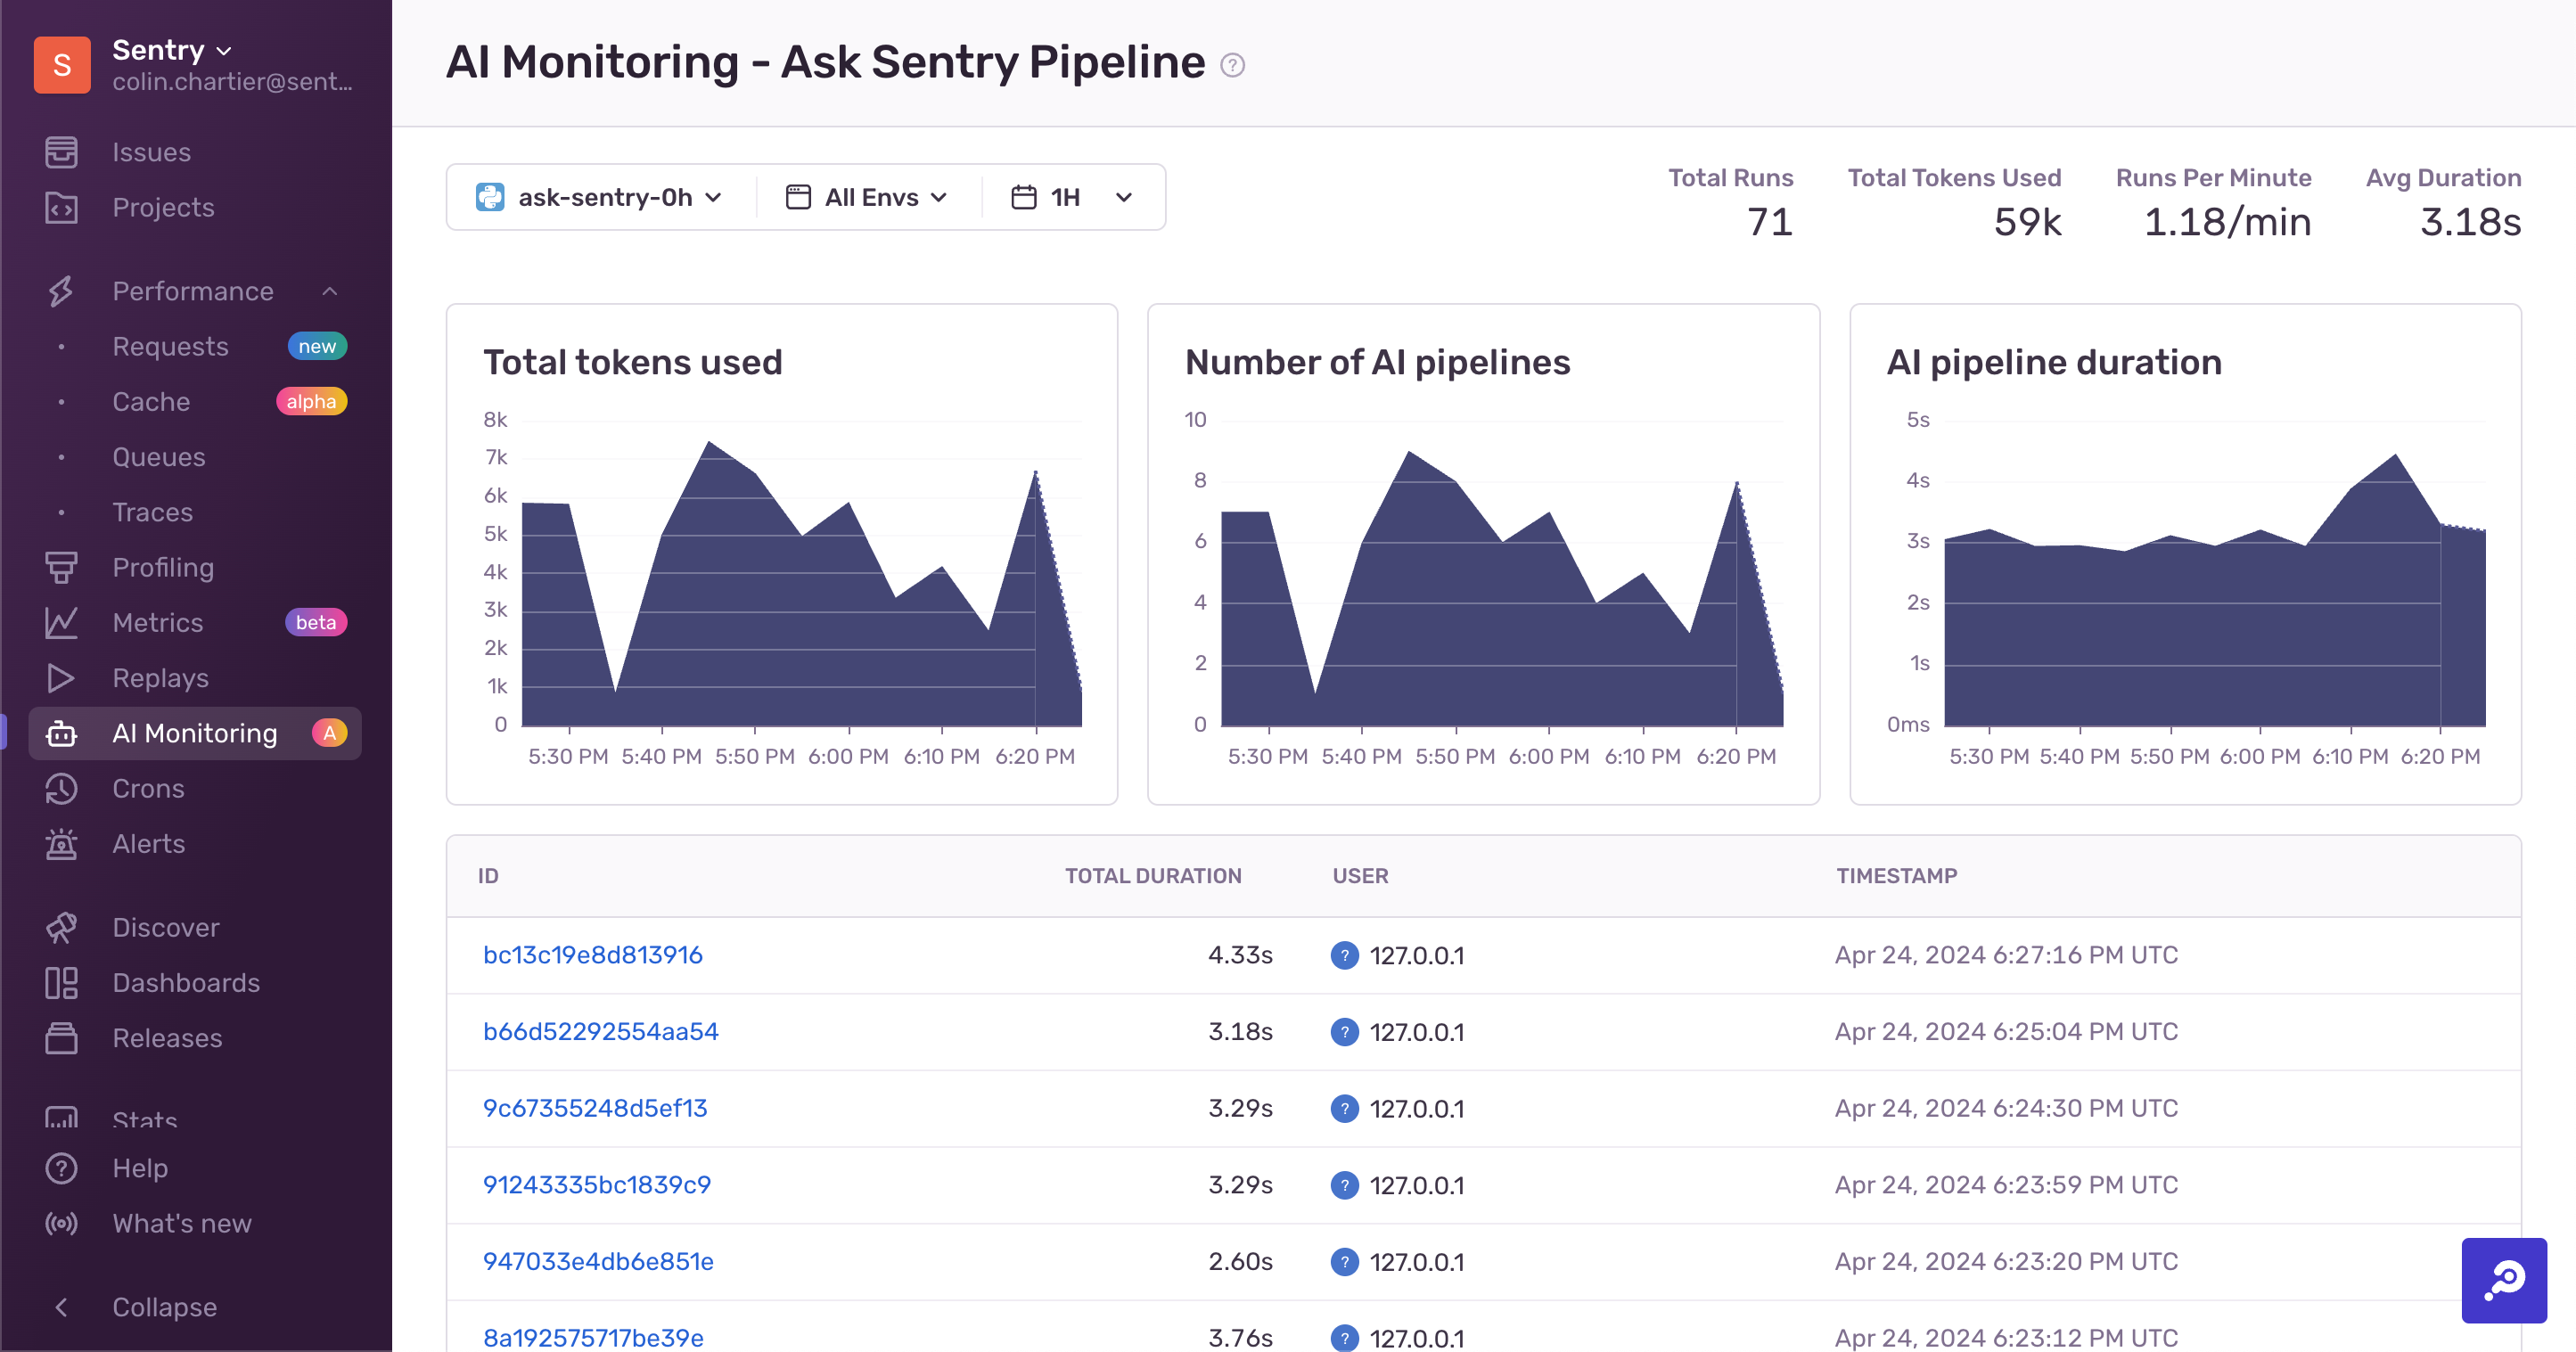 S
Sentry
colin.chartier@sent...
Issues
Projects
Performance
Requests new
Cache alpha
Queues
Traces
Profiling
Metrics beta
Replays
AI Monitoring A
Crons
Alerts
Discover
Dashboards
Releases
Stats
Help
What's new
Collapse
AI Monitoring - Ask Sentry Pipeline ?
ask-sentry-0h All Envs 1H
Total Runs Total Tokens Used Runs Per Minute Avg Duration
71 59k 1.18/min 3.18s
Total tokens used
8k
7k
6k
5k
4k
3k
2k
1k
0
5:30 PM 5:40 PM 5:50 PM 6:00 PM 6:10 PM 6:20 PM
Number of AI pipelines
10
8
6
4
2
0
5:30 PM 5:40 PM 5:50 PM 6:00 PM 6:10 PM 6:20 PM
AI pipeline duration
5s
4s
3s
2s
1s
0ms
5:30 PM 5:40 PM 5:50 PM 6:00 PM 6:10 PM 6:20 PM
ID TOTAL DURATION USER TIMESTAMP
bc13c19e8d813916 4.33s ? 127.0.0.1 Apr 24, 2024 6:27:16 PM UTC
b66d52292554aa54 3.18s ? 127.0.0.1 Apr 24, 2024 6:25:04 PM UTC
9c67355248d5ef13 3.29s ? 127.0.0.1 Apr 24, 2024 6:24:30 PM UTC
91243335bc1839c9 3.29s ? 127.0.0.1 Apr 24, 2024 6:23:59 PM UTC
947033e4db6e851e 2.60s ? 127.0.0.1 Apr 24, 2024 6:23:20 PM UTC
8a192575717be39e 3.76s ? 127.0.0.1 Apr 24, 2024 6:23:12 PM UTC